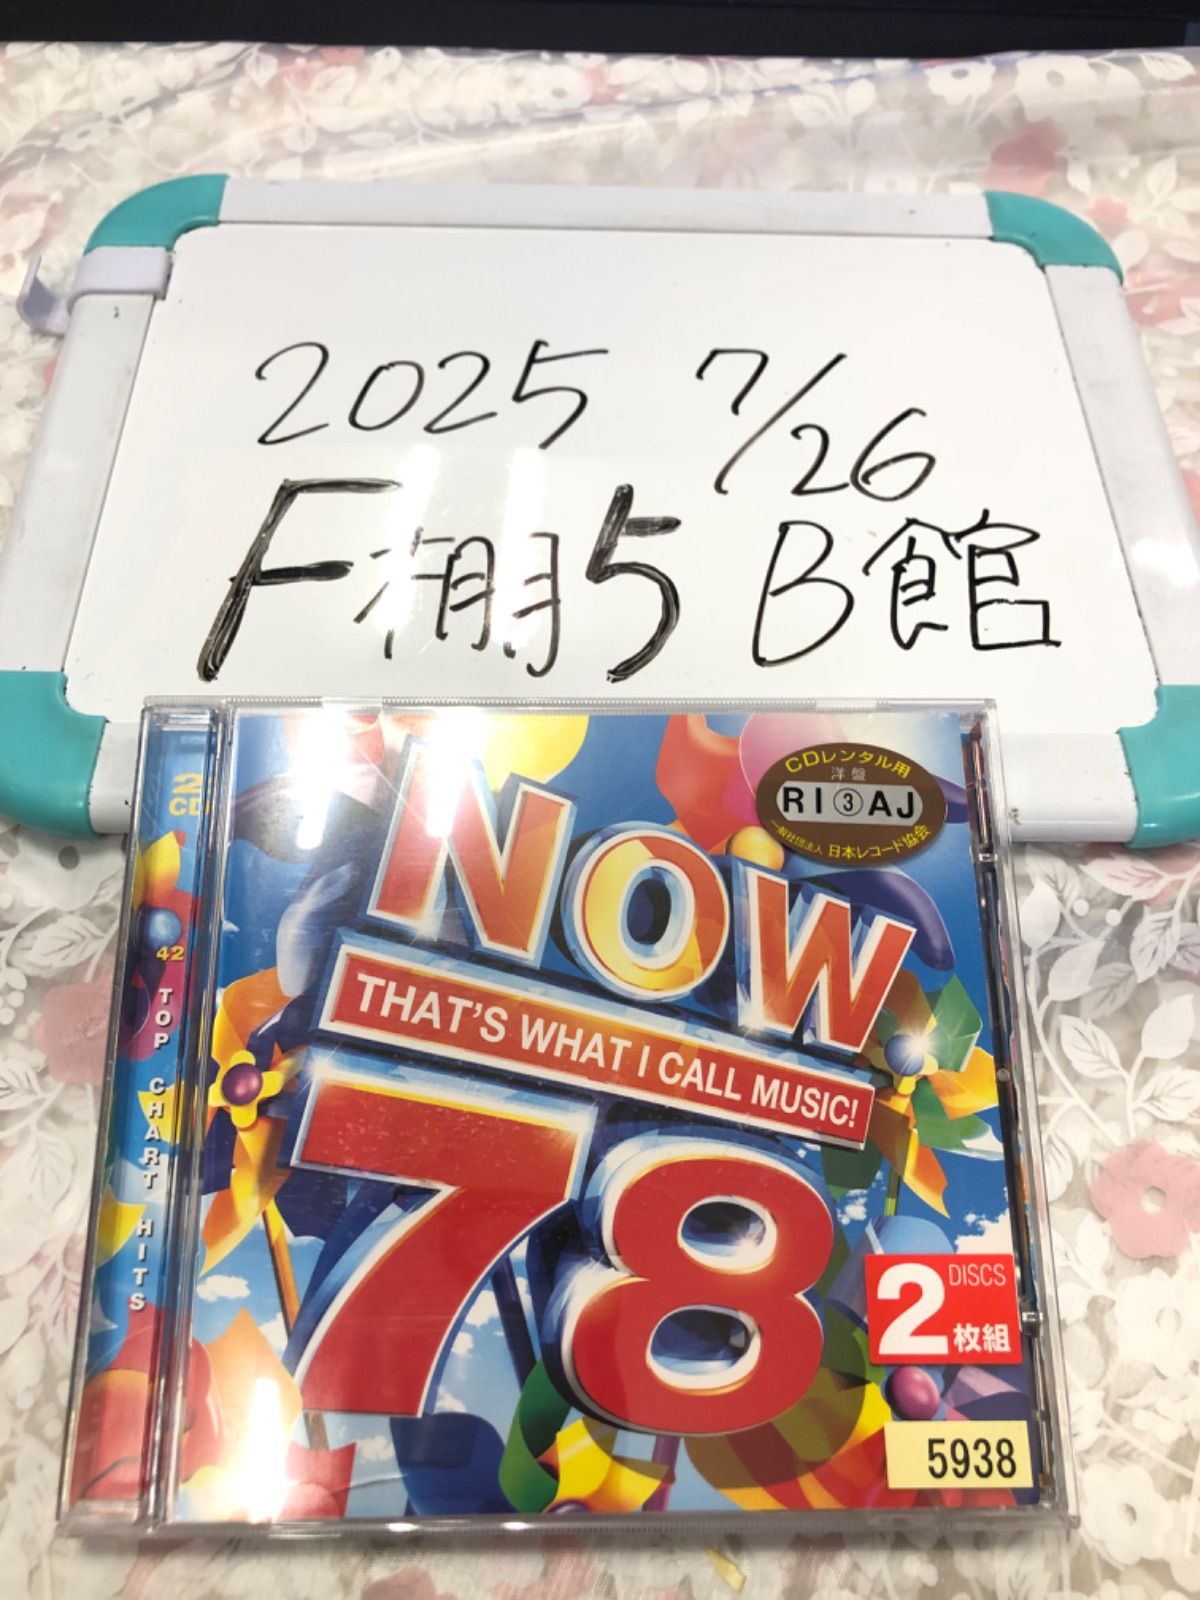 2025 7/26
F棚5 B館
2
CD
42 TOP CHART HITS
CDレンタル用
洋盤
RI③AJ
一般社団法人 日本レコード協会
NOW
THAT'S WHAT I CALL MUSIC!
78
2 DISCS
枚組
5938